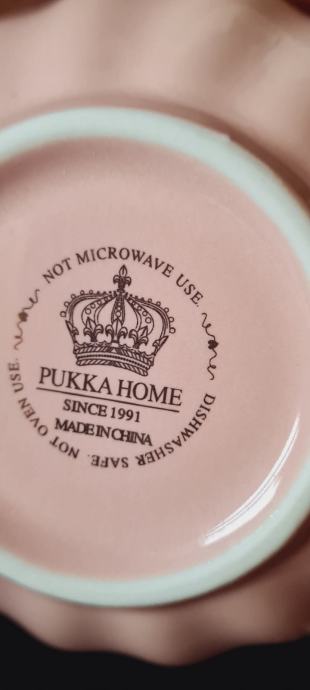 NOT MICROWAVE USE.
PUKKA HOME
SINCE 1991
MADE IN CHINA
DISHWASHER SAFE. NOT OVEN USE.